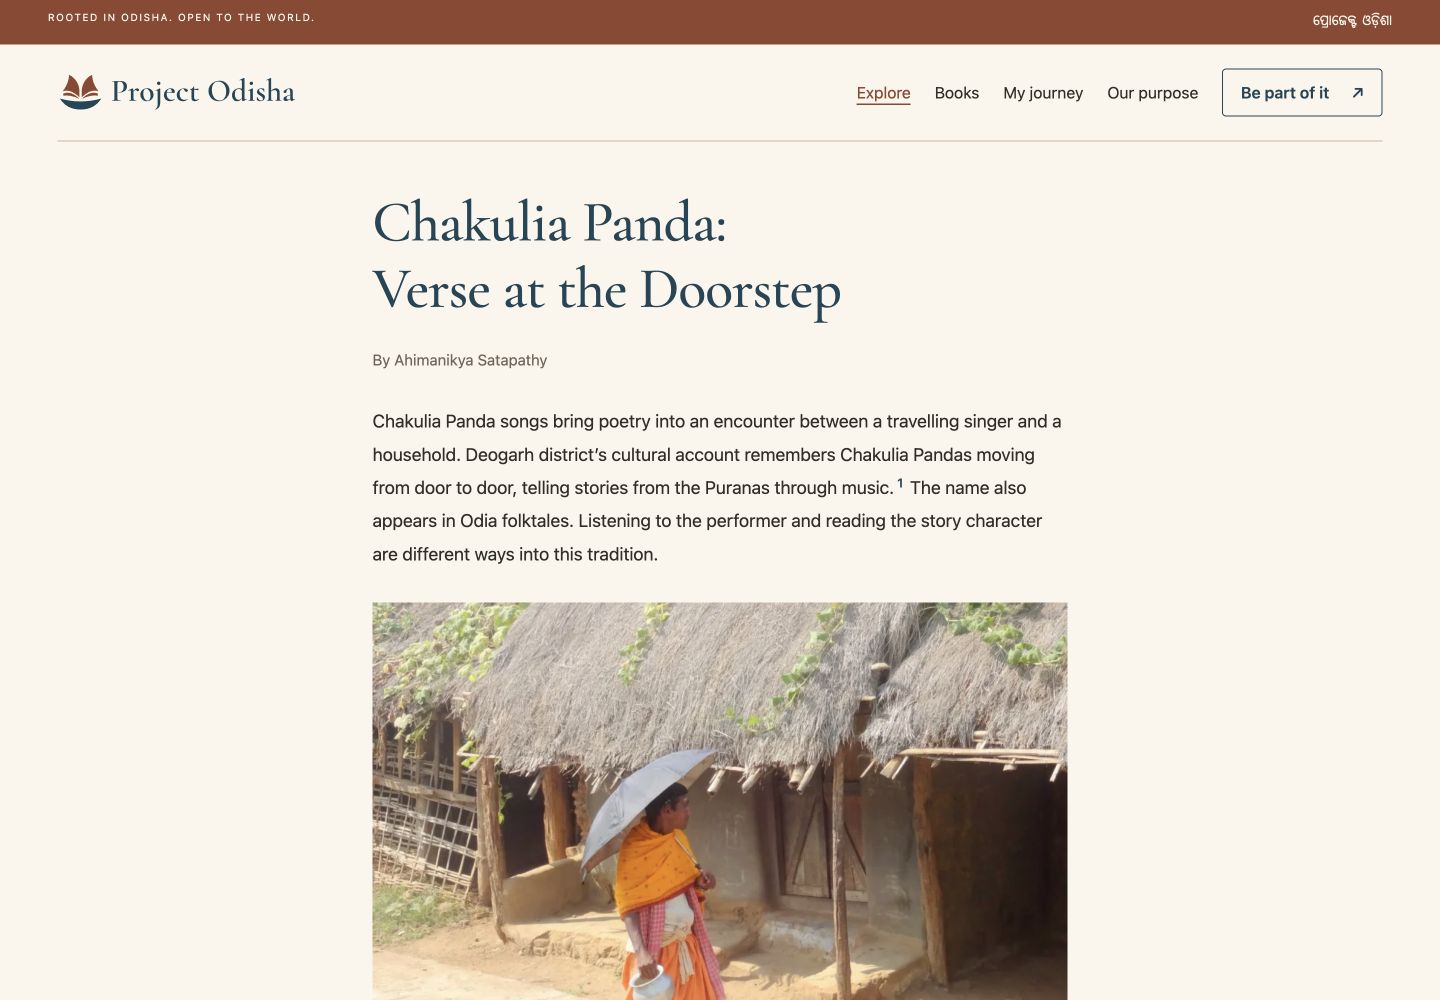 ROOTED IN ODISHA. OPEN TO THE WORLD.
ପ୍ରୋଜେକ୍ଟ ଓଡ଼ିଶା
Project Odisha
Explore
Books
My journey
Our purpose
Be part of it
Chakulia Panda:
Verse at the Doorstep
By Ahimanikya Satapathy
Chakulia Panda songs bring poetry into an encounter between a travelling singer and a
household. Deogarh district’s cultural account remembers Chakulia Pandas moving
from door to door, telling stories from the Puranas through music.1 The name also
appears in Odia folktales. Listening to the performer and reading the story character
are different ways into this tradition.